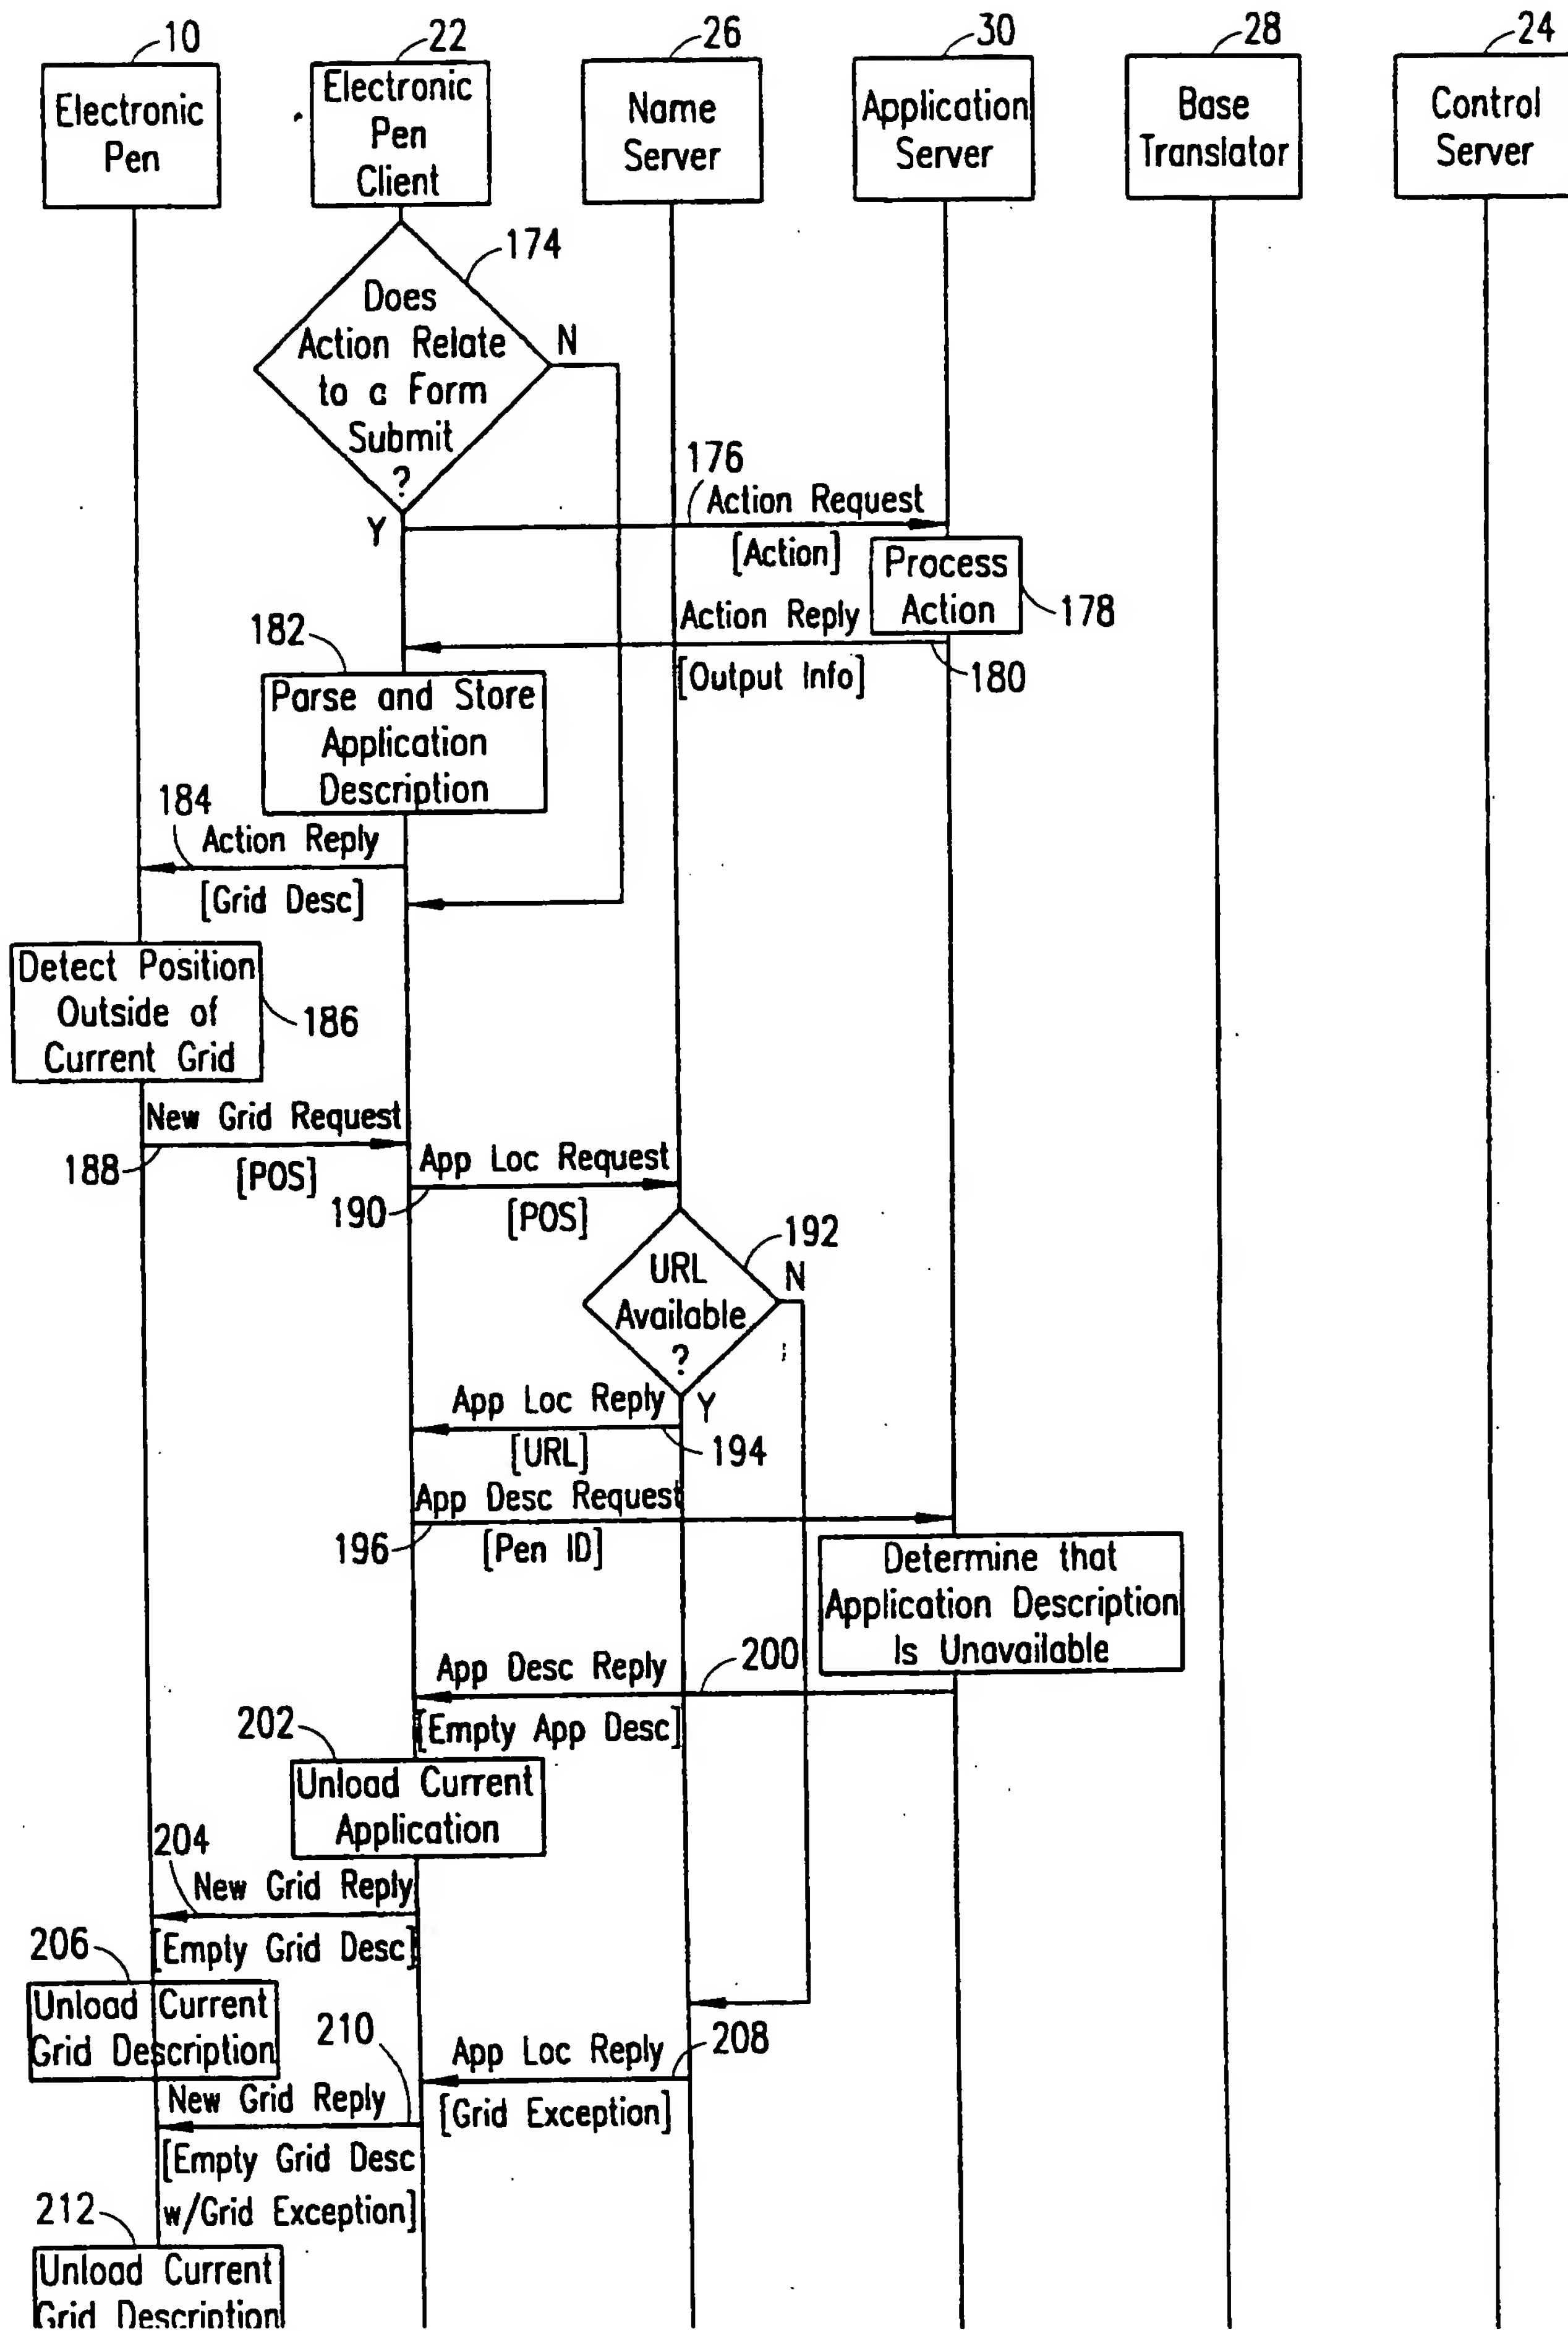 10
22
26
30
28
24
Electronic
Pen
Electronic
Pen
Client
Name
Server
Application
Server
Base
Translator
Control
Server
174
Does
Action Relate
to a Form
Submit
?
N
Y
176
Action Request
[Action]
Process
Action
178
Action Reply
[Output Info]
180
182
Parse and Store
Application
Description
184
Action Reply
[Grid Desc]
Detect Position
Outside of
Current Grid
186
New Grid Request
188
[POS]
App Loc Request
190
[POS]
192
URL
Available
?
N
Y
App Loc Reply
[URL]
194
App Desc Request
196
[Pen ID]
Determine that
Application Description
Is Unavailable
App Desc Reply
200
[Empty App Desc]
202
Unload Current
Application
204
New Grid Reply
[Empty Grid Desc]
206
Unload Current
Grid Description
210
App Loc Reply
208
[Grid Exception]
New Grid Reply
[Empty Grid Desc
w/Grid Exception]
212
Unload Current
Grid Description